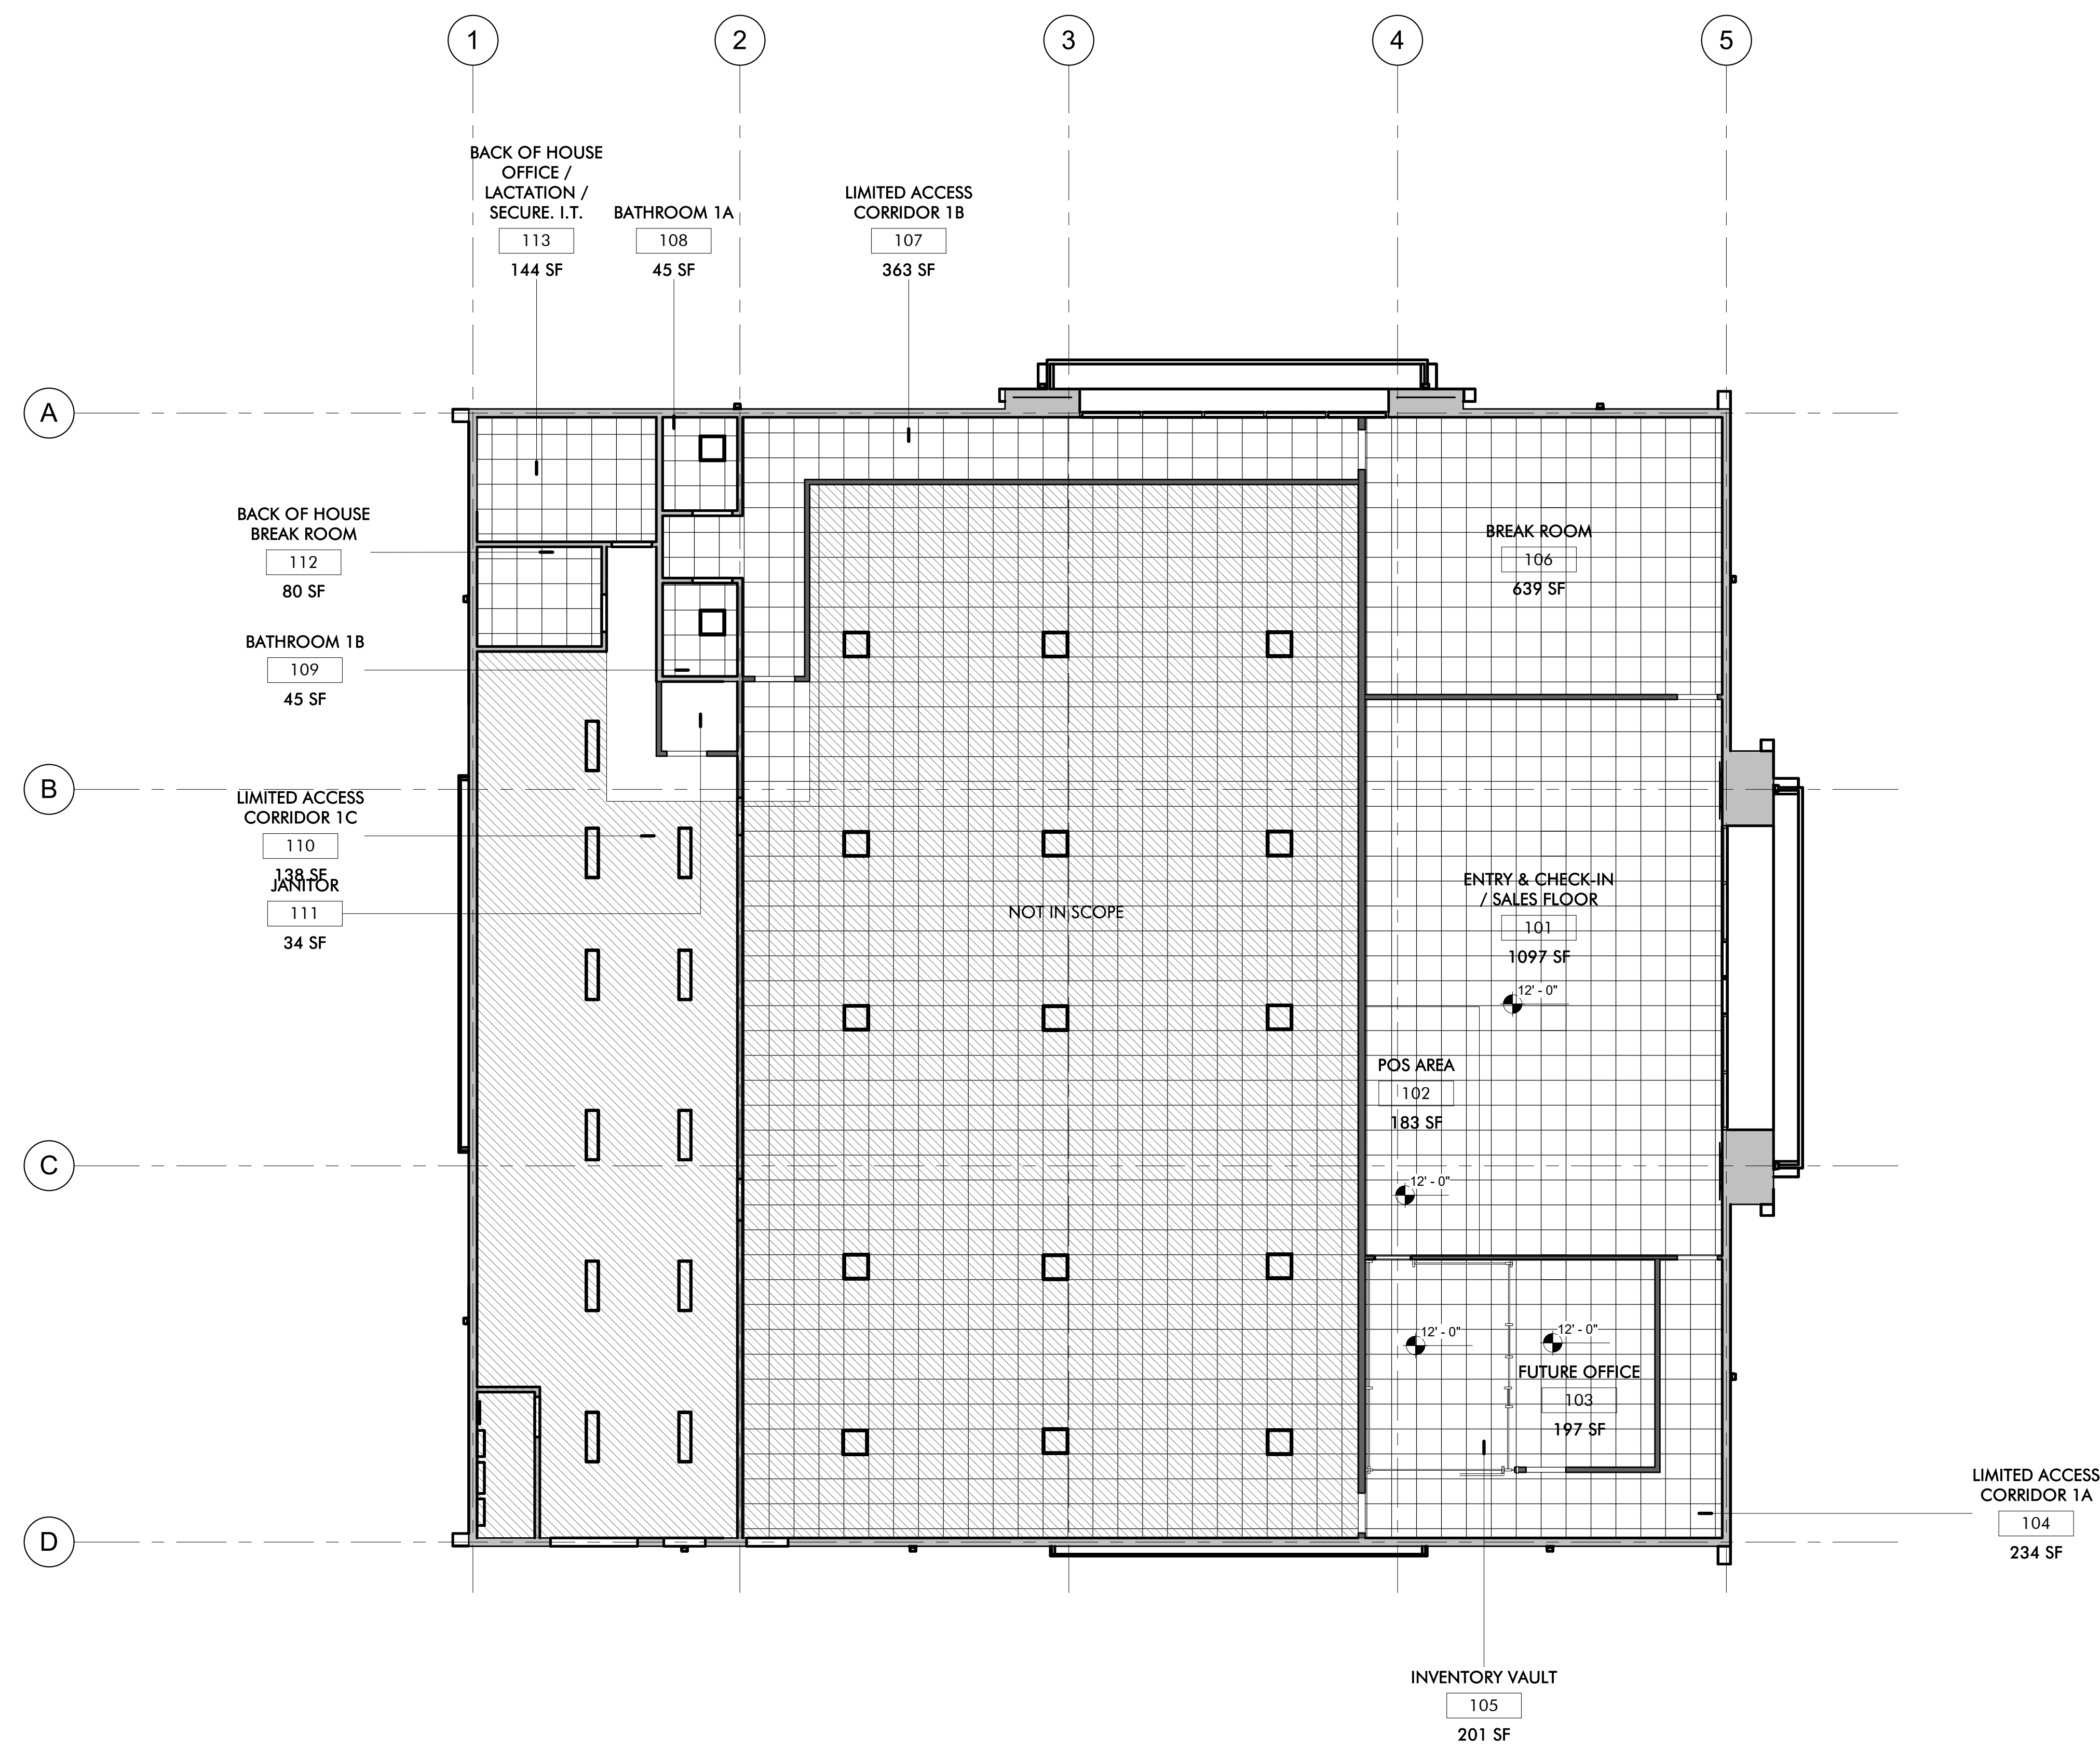 1
2
3
4
5
BACK OF HOUSE
OFFICE /
LACTATION /
SECURE. I.T.
113
144 SF
BATHROOM 1A
108
45 SF
LIMITED ACCESS
CORRIDOR 1B
107
363 SF
A
BACK OF HOUSE
BREAK ROOM
112
80 SF
BREAK ROOM
106
639 SF
BATHROOM 1B
109
45 SF
B
LIMITED ACCESS
CORRIDOR 1C
110
138 SF
JANITOR
111
34 SF
NOT IN SCOPE
ENTRY & CHECK-IN
/ SALES FLOOR
101
1097 SF
12' - 0"
POS AREA
102
183 SF
C
12' - 0"
12' - 0"
12' - 0"
FUTURE OFFICE
103
197 SF
LIMITED ACCESS
CORRIDOR 1A
104
234 SF
D
INVENTORY VAULT
105
201 SF